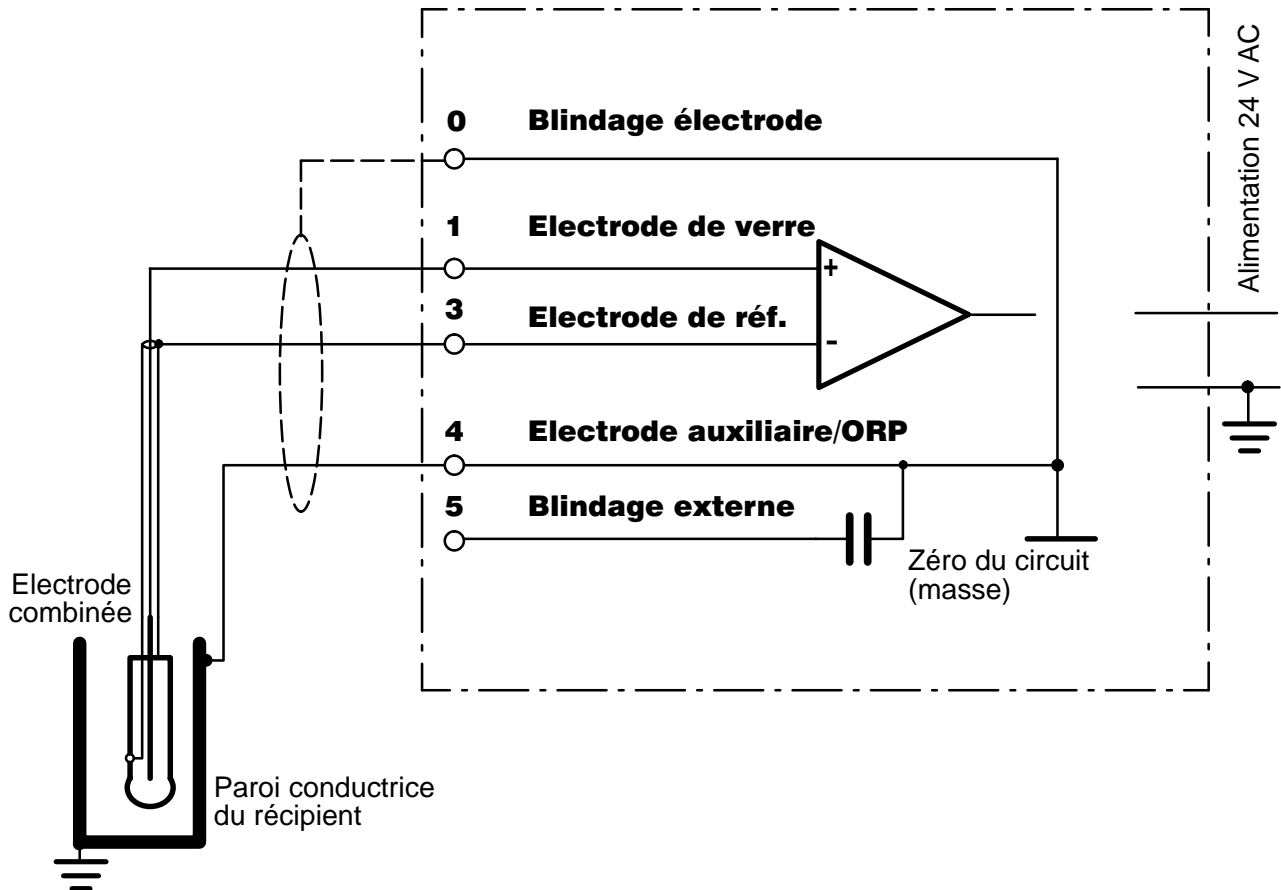 0 Blindage électrode
1 Electrode de verre
+
3 Electrode de réf.
-
4 Electrode auxiliaire/ORP
5 Blindage externe
Zéro du circuit
(masse)
Alimentation 24 V AC
Electrode
combinée
Paroi conductrice
du récipient